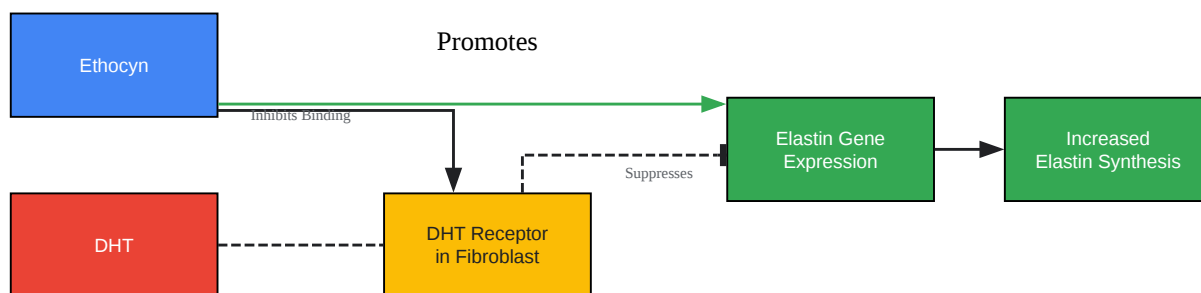 Promotes
Ethocyn
Inhibits Binding
Elastin Gene
Expression
Increased
Elastin Synthesis
Suppresses
DHT
DHT Receptor
in Fibroblast